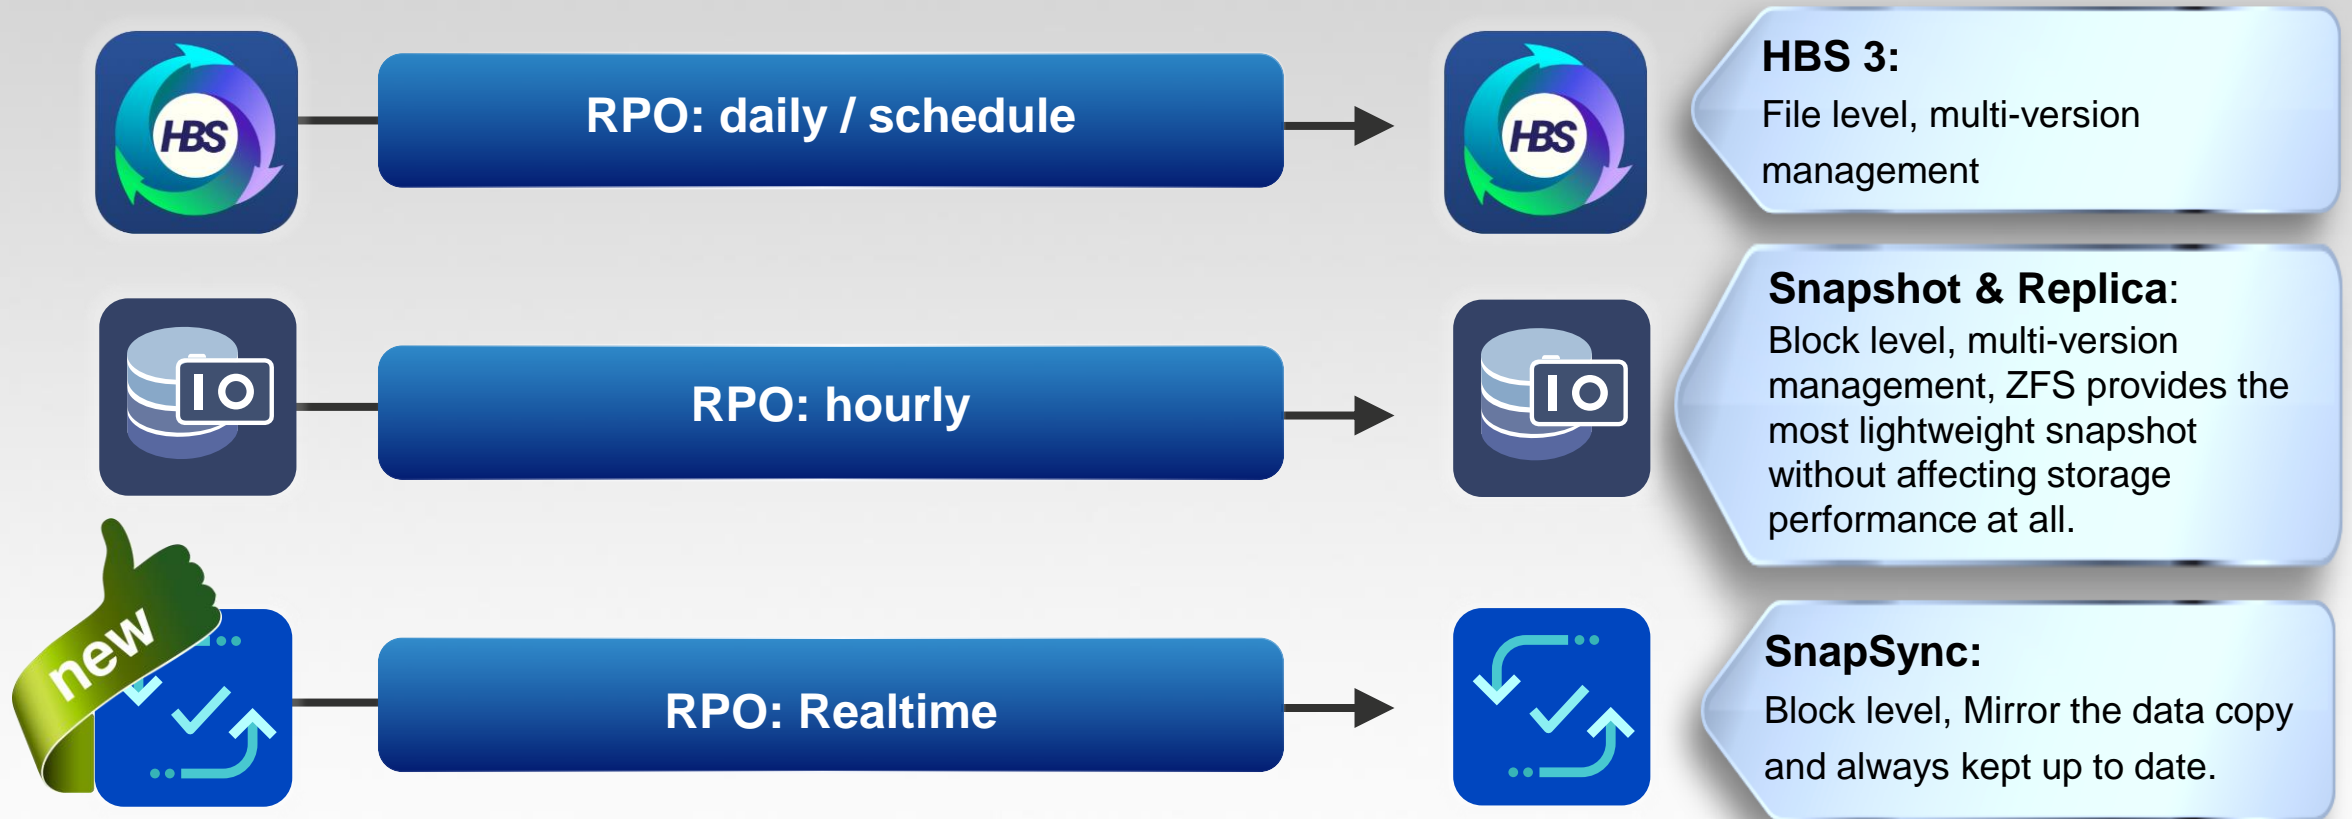 HBS
RPO: daily / schedule
HBS
HBS 3:
File level, multi-version
management
RPO: hourly
Snapshot & Replica:
Block level, multi-version
management, ZFS provides the
most lightweight snapshot
without affecting storage
performance at all.
new
RPO: Realtime
SnapSync:
Block level, Mirror the data copy
and always kept up to date.